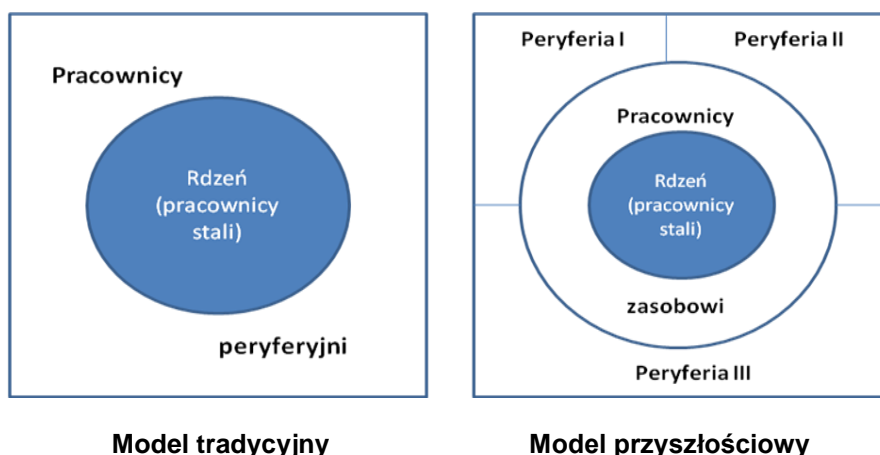 Pracownicy
Rdzeń
(pracownicy
stali)
peryferyjni
Model tradycyjny
Peryferia I
Peryferia II
Pracownicy
Rdzeń
(pracownicy
stali)
zasobowi
Peryferia III
Model przyszłościowy